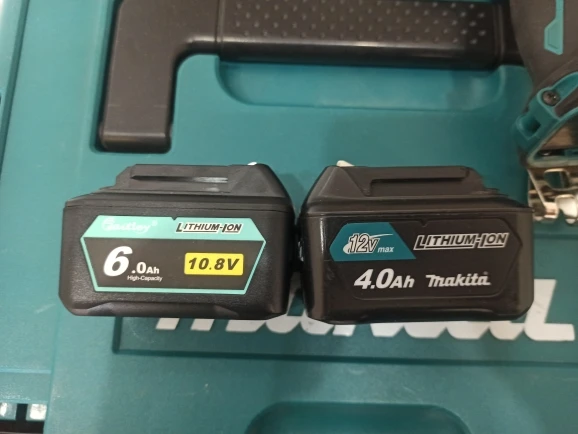 LITHIUM-ION
6.0Ah
High-Capacity
10.8V
12V max
LITHIUM-ION
4.0Ah makita